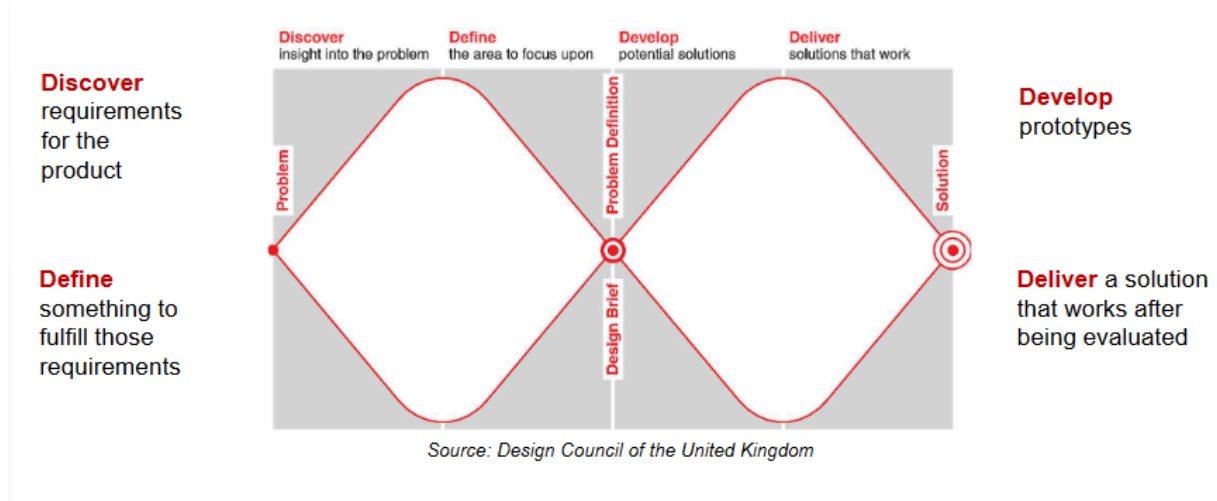 Discover
insight into the problem
Define
the area to focus upon
Develop
potential solutions
Deliver
solutions that work
Discover
requirements
for the
product
Define
something to
fulfill those
requirements
Problem
Problem Definition
Design Brief
Solution
Develop
prototypes
Deliver a solution
that works after
being evaluated
Source: Design Council of the United Kingdom